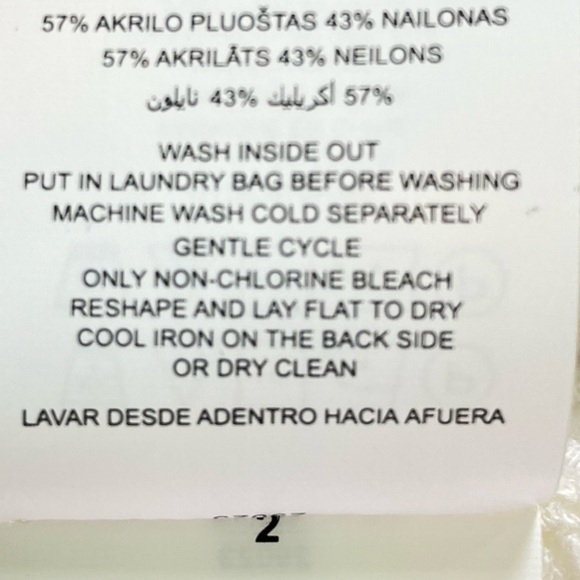 57% AKRILO PLUOŠTAS 43% NAILONAS
57% AKRILĀTS 43% NEILONS
57% أكريليك 43% نايلون
WASH INSIDE OUT
PUT IN LAUNDRY BAG BEFORE WASHING
MACHINE WASH COLD SEPARATELY
GENTLE CYCLE
ONLY NON-CHLORINE BLEACH
RESHAPE AND LAY FLAT TO DRY
COOL IRON ON THE BACK SIDE
OR DRY CLEAN
LAVAR DESDE ADENTRO HACIA AFUERA
2